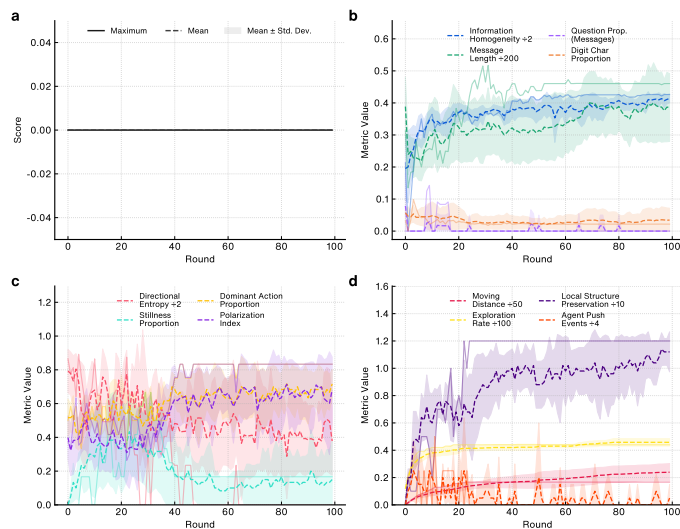 a
0.04
0.02
0.00
-0.02
-0.04
Score
0
20
40
60
80
100
Round
Maximum
Mean
Mean ± Std. Dev.
b
0.6
0.5
0.4
0.3
0.2
0.1
0.0
Metric Value
0
20
40
60
80
100
Round
Information
Homogeneity ÷2
Message
Length ÷200
Question Prop.
(Messages)
Digit Char
Proportion
c
1.2
1.0
0.8
0.6
0.4
0.2
0.0
Metric Value
0
20
40
60
80
100
Round
Directional
Entropy ÷2
Stillness
Proportion
Dominant Action
Proportion
Polarization
Index
d
1.6
1.4
1.2
1.0
0.8
0.6
0.4
0.2
0.0
Metric Value
0
20
40
60
80
100
Round
Moving
Distance ÷50
Exploration
Rate ÷100
Local Structure
Preservation ÷10
Agent Push
Events ÷4